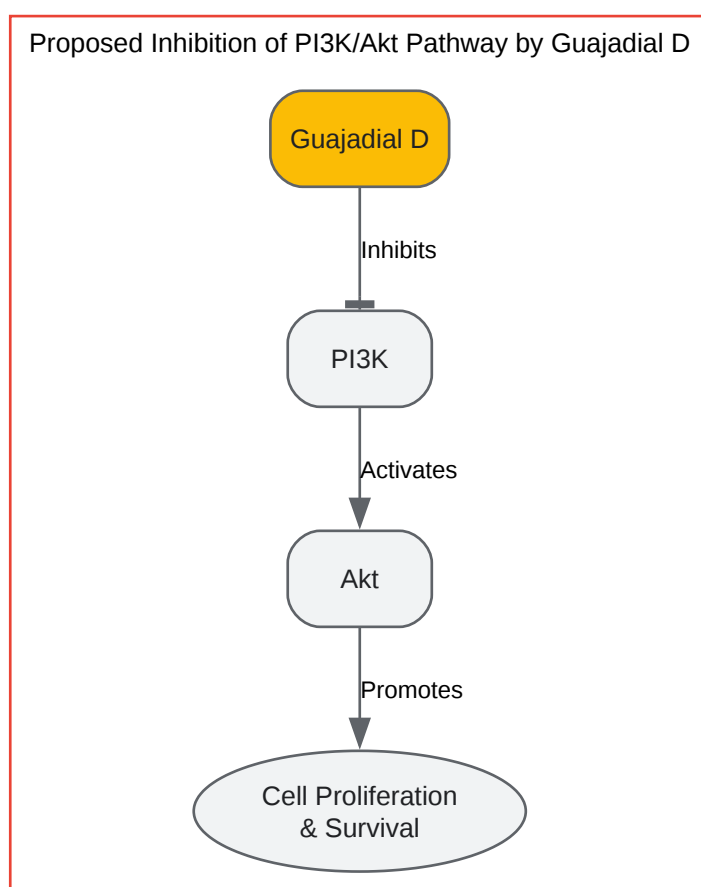 Proposed Inhibition of PI3K/Akt Pathway by Guajadial D
Guajadial D
Inhibits
PI3K
Activates
Akt
Promotes
Cell Proliferation
& Survival